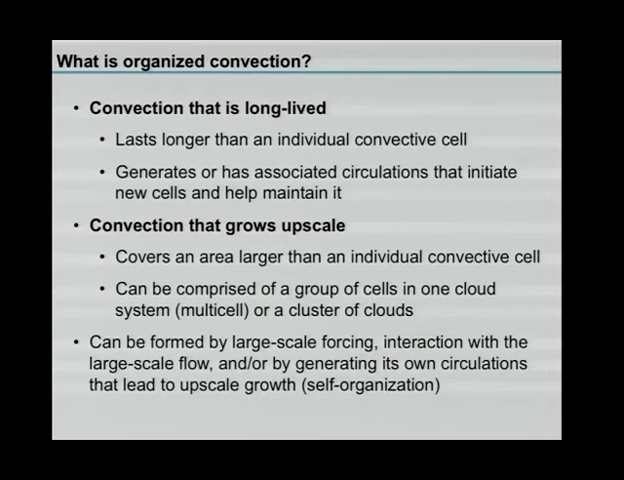 What is organized convection?
• Convection that is long-lived
• Lasts longer than an individual convective cell
• Generates or has associated circulations that initiate
new cells and help maintain it
• Convection that grows upscale
• Covers an area larger than an individual convective cell
• Can be comprised of a group of cells in one cloud
system (multicell) or a cluster of clouds
• Can be formed by large-scale forcing, interaction with the
large-scale flow, and/or by generating its own circulations
that lead to upscale growth (self-organization)